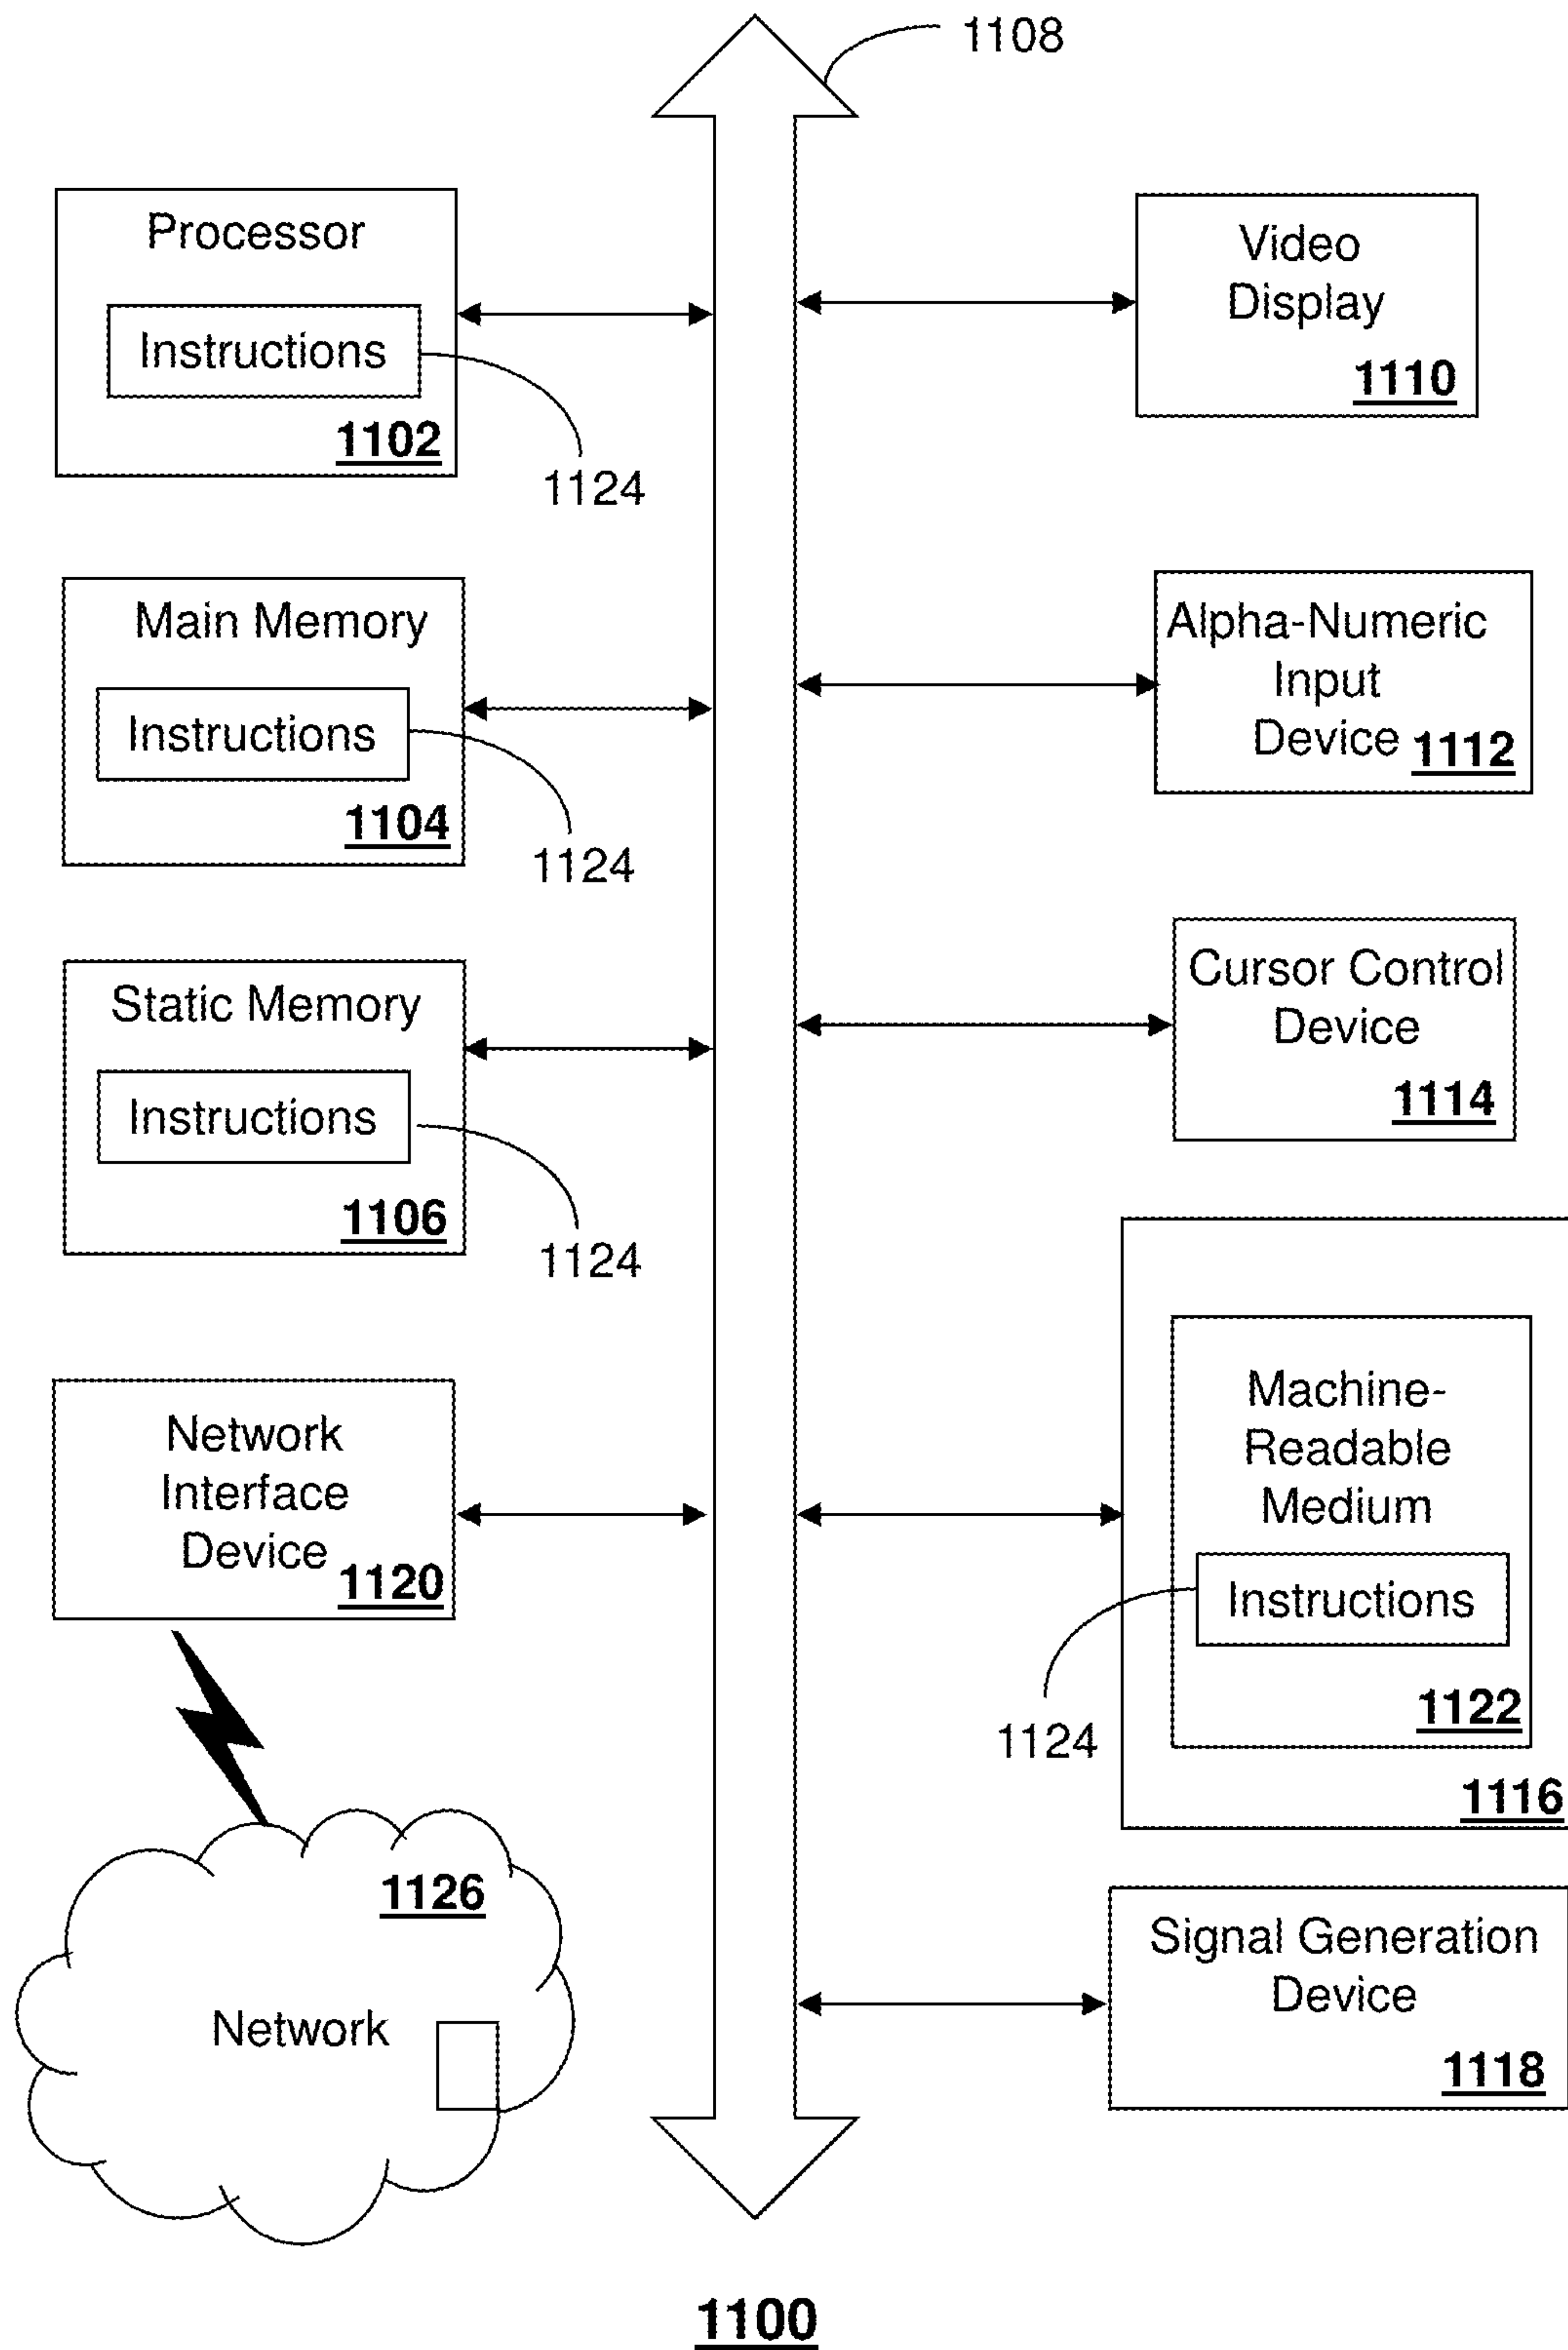 1108
Processor
Instructions
1102
1124
Main Memory
Instructions
1104
1124
Static Memory
Instructions
1106
1124
Network
Interface
Device
1120
1126
Network
Video
Display
1110
Alpha-Numeric
Input
Device 1112
Cursor Control
Device
1114
Machine-
Readable
Medium
Instructions
1122
1124
1116
Signal Generation
Device
1118
1100